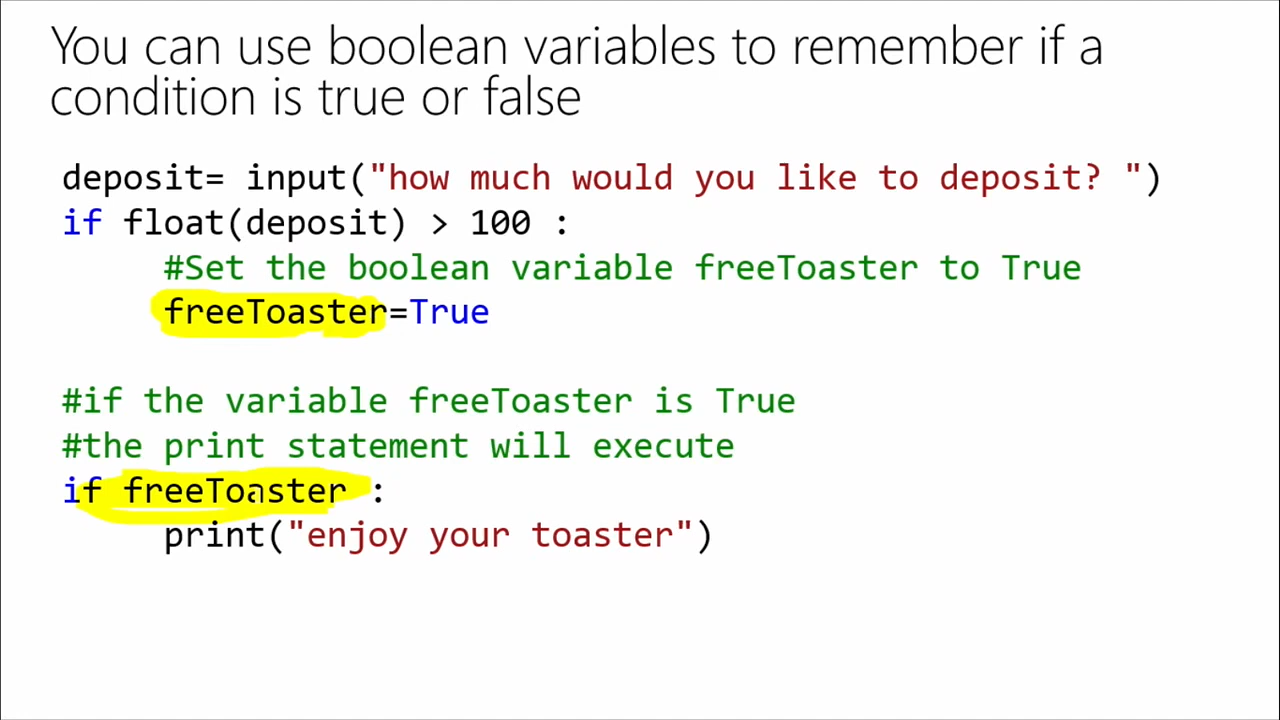 You can use boolean variables to remember if a
condition is true or false
deposit= input("how much would you like to deposit? ")
if float(deposit) > 100 :
#Set the boolean variable freeToaster to True
freeToaster=True
#if the variable freeToaster is True
#the print statement will execute
if freeToaster :
print("enjoy your toaster")